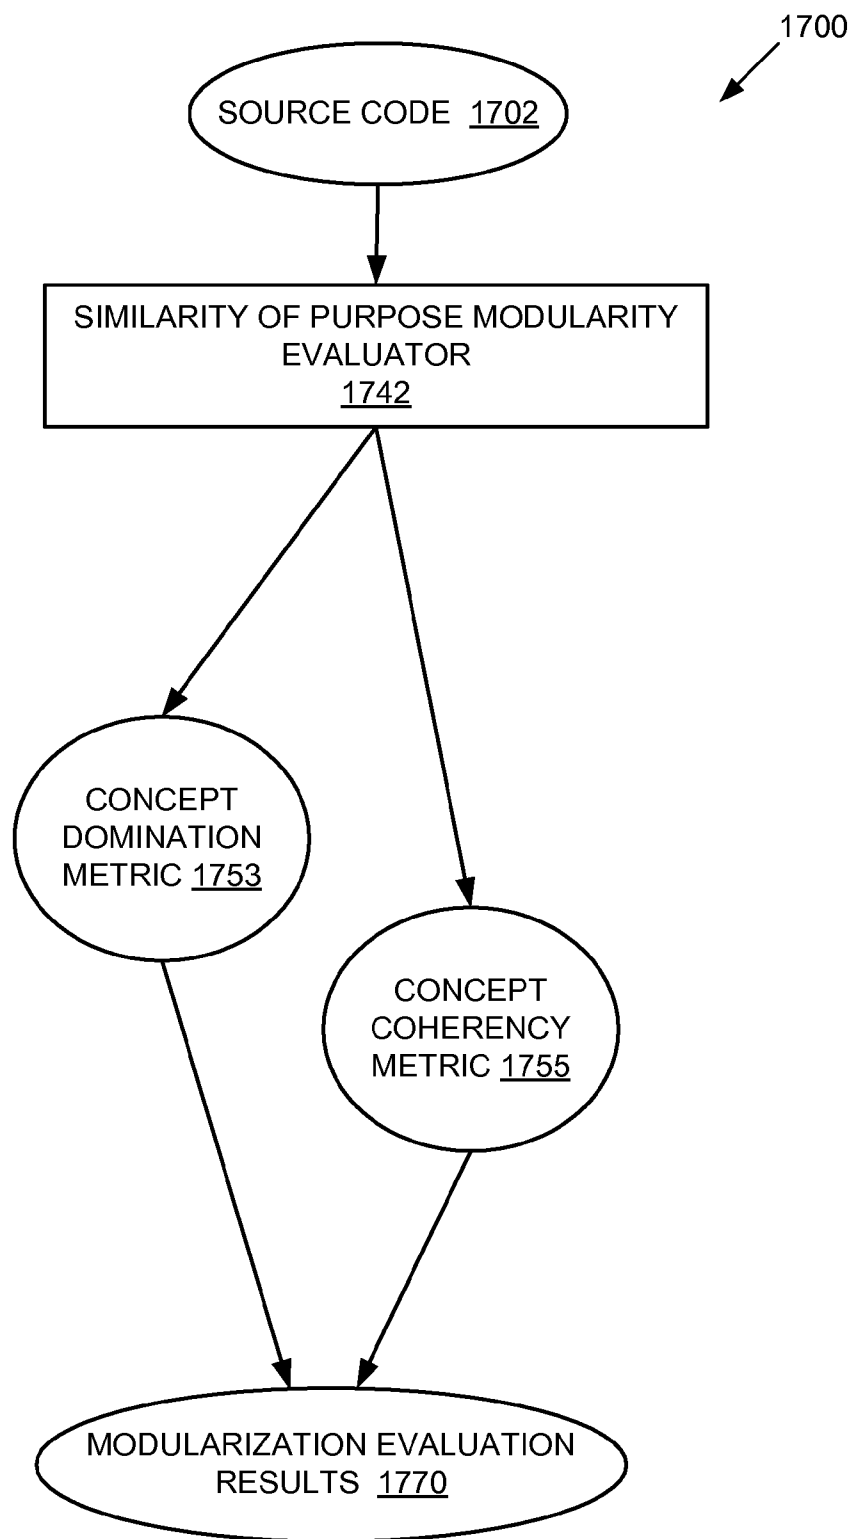 1700
SOURCE CODE 1702
SIMILARITY OF PURPOSE MODULARITY
EVALUATOR
1742
CONCEPT
DOMINATION
METRIC 1753
CONCEPT
COHERENCY
METRIC 1755
MODULARIZATION EVALUATION
RESULTS 1770